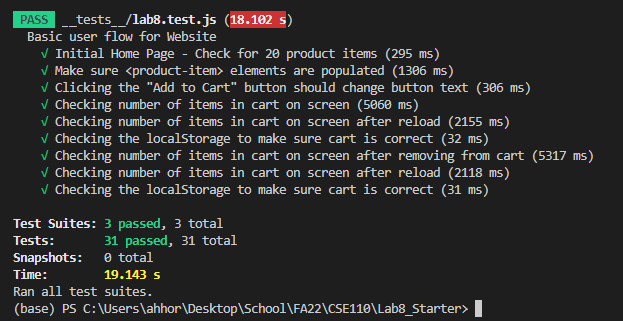 PASS __tests__/lab8.test.js (18.102 s)
Basic user flow for Website
√ Initial Home Page - Check for 20 product items (295 ms)
√ Make sure <product-item> elements are populated (1306 ms)
√ Clicking the "Add to Cart" button should change button text (306 ms)
√ Checking number of items in cart on screen (5060 ms)
√ Checking number of items in cart on screen after reload (2155 ms)
√ Checking the localStorage to make sure cart is correct (32 ms)
√ Checking number of items in cart on screen after removing from cart (5317 ms)
√ Checking number of items in cart on screen after reload (2118 ms)
√ Checking the localStorage to make sure cart is correct (31 ms)
Test Suites: 3 passed, 3 total
Tests: 31 passed, 31 total
Snapshots: 0 total
Time: 19.143 s
Ran all test suites.
(base) PS C:\Users\ahhor\Desktop\School\FA22\CSE110\Lab8_Starter>